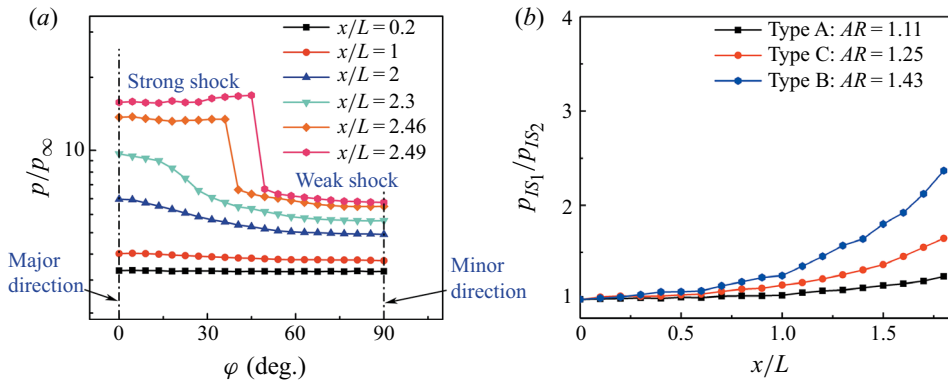 (a)
x/L = 0.2
x/L = 1
x/L = 2
x/L = 2.3
x/L = 2.46
x/L = 2.49
Strong shock
Weak shock
10
p/p∞
Major
direction
Minor
direction
0
30
60
90
φ (deg.)
(b)
Type A: AR = 1.11
Type C: AR = 1.25
Type B: AR = 1.43
4
3
2
1
pIS1/pIS2
0
0.5
1.0
1.5
x/L